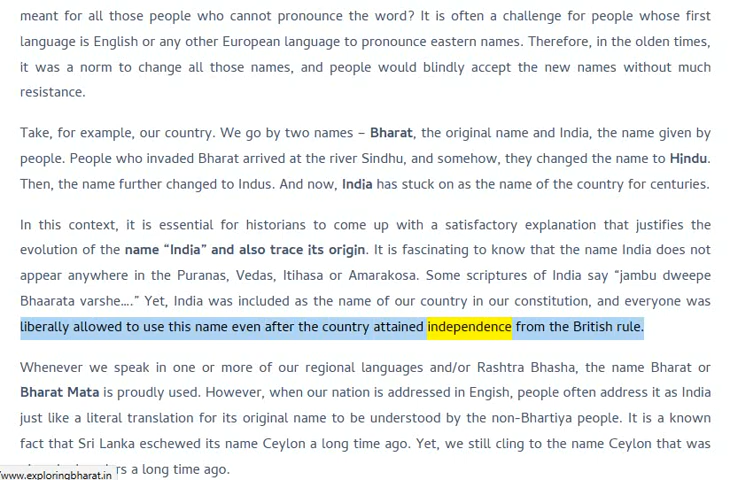 meant for all those people who cannot pronounce the word? It is often a challenge for people whose first
language is English or any other European language to pronounce eastern names. Therefore, in the olden times,
it was a norm to change all those names, and people would blindly accept the new names without much
resistance.
Take, for example, our country. We go by two names – Bharat, the original name and India, the name given by
people. People who invaded Bharat arrived at the river Sindhu, and somehow, they changed the name to Hindu.
Then, the name further changed to Indus. And now, India has stuck on as the name of the country for centuries.
In this context, it is essential for historians to come up with a satisfactory explanation that justifies the
evolution of the name “India” and also trace its origin. It is fascinating to know that the name India does not
appear anywhere in the Puranas, Vedas, Itihasa or Amarakosa. Some scriptures of India say “jambu dweepe
Bhaarata varshe….” Yet, India was included as the name of our country in our constitution, and everyone was
liberally allowed to use this name even after the country attained independence from the British rule.
Whenever we speak in one or more of our regional languages and/or Rashtra Bhasha, the name Bharat or
Bharat Mata is proudly used. However, when our nation is addressed in Engish, people often address it as India
just like a literal translation for its original name to be understood by the non-Bhartiya people. It is a known
fact that Sri Lanka eschewed its name Ceylon a long time ago. Yet, we still cling to the name Ceylon that was
rs a long time ago.
/www.exploringbharat.in